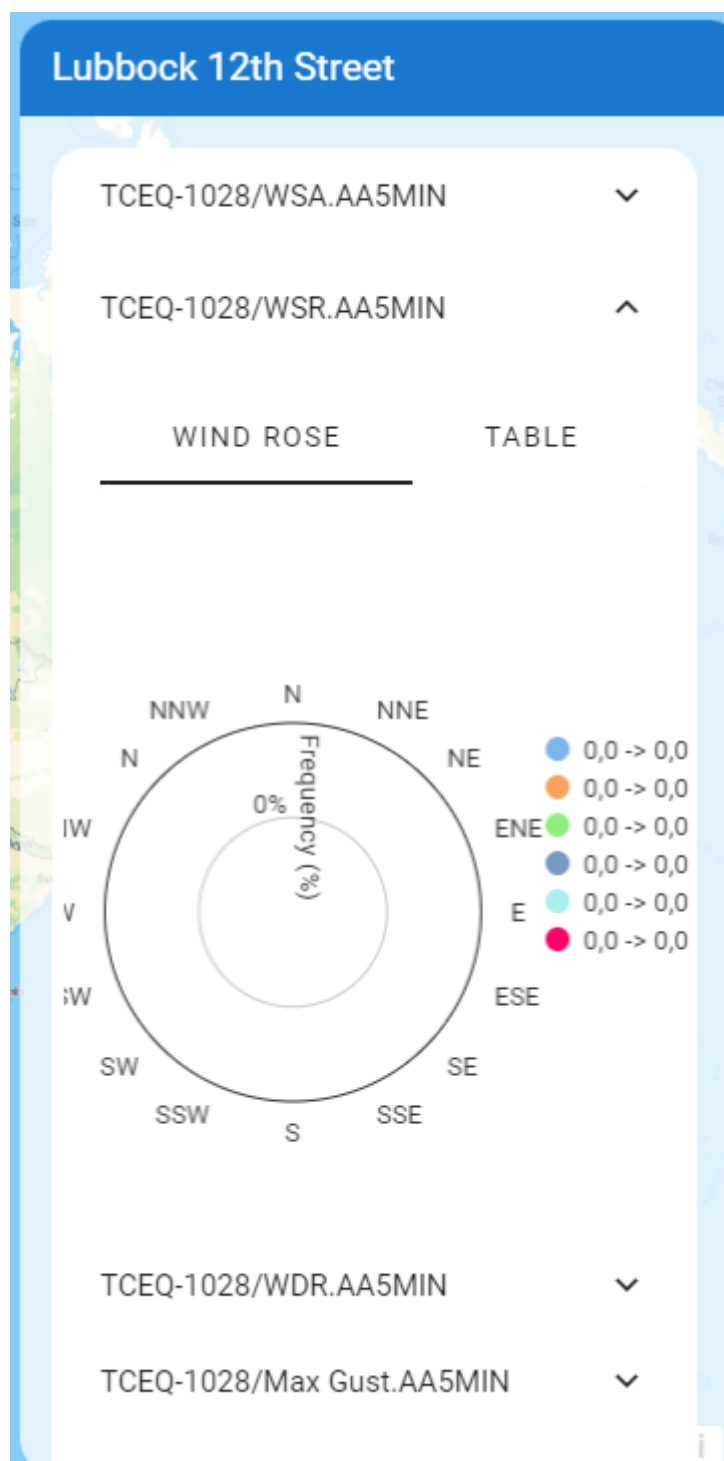 Lubbock 12th Street
TCEQ-1028/WSA.AA5MIN
TCEQ-1028/WSR.AA5MIN
WIND ROSE
TABLE
N
NNW
NNE
N
NE
Frequency (%)
0%
IW
ENE
W
E
SW
ESE
SW
SE
SSW
SSE
S
0,0 -> 0,0
0,0 -> 0,0
0,0 -> 0,0
0,0 -> 0,0
0,0 -> 0,0
0,0 -> 0,0
TCEQ-1028/WDR.AA5MIN
TCEQ-1028/Max Gust.AA5MIN
i